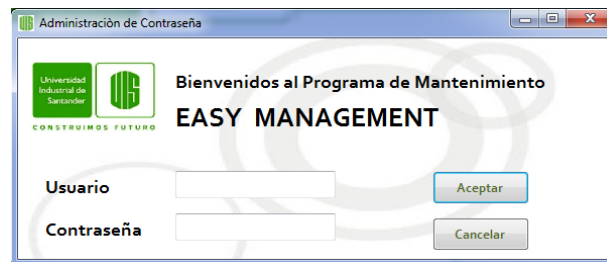 Administraciòn de Contraseña
Universidad
Industrial de
Santander
UIS
CONSTRUIMOS FUTURO
Bienvenidos al Programa de Mantenimiento
EASY MANAGEMENT
Usuario
Aceptar
Contraseña
Cancelar